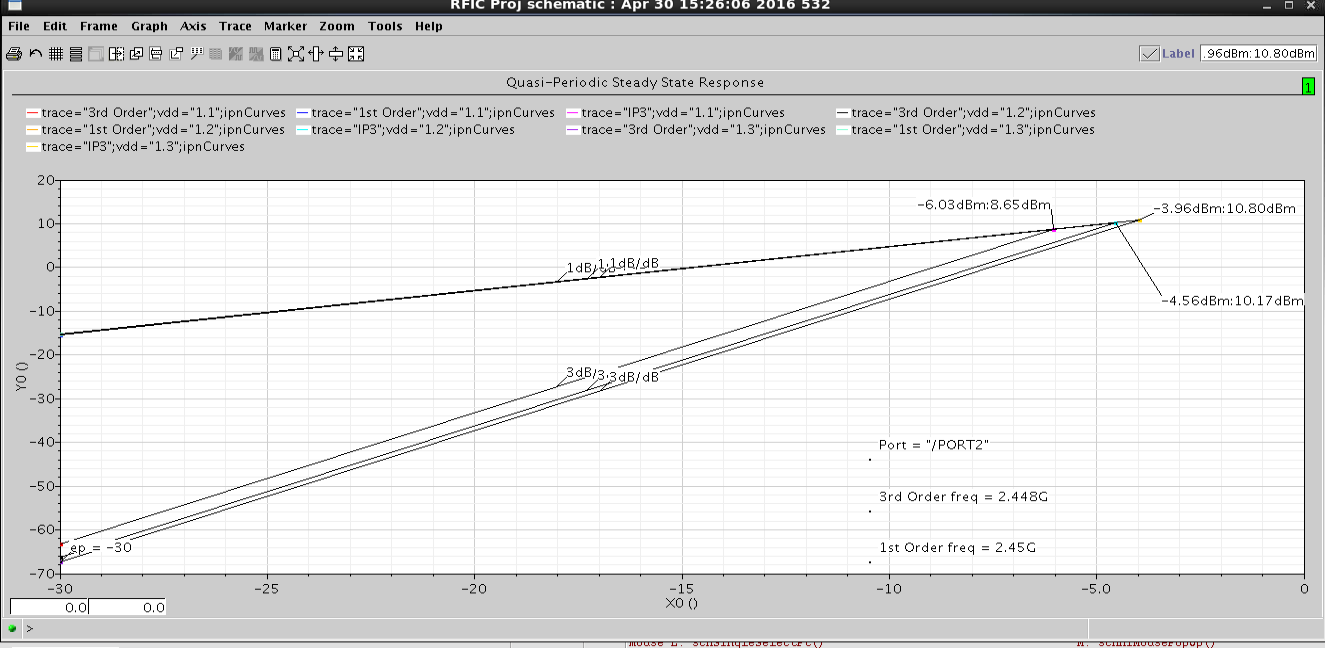 RFIC Proj schematic : Apr 30 15:26:06 2016 532
File Edit Frame Graph Axis Trace Marker Zoom Tools Help
Label .96dBm:10.80dBm
Quasi-Periodic Steady State Response
1
trace="3rd Order";vdd="1.1";ipnCurves trace="1st Order";vdd="1.1";ipnCurves trace="IP3";vdd="1.1";ipnCurves trace="3rd Order";vdd="1.2";ipnCurves
trace="1st Order";vdd="1.2";ipnCurves trace="IP3";vdd="1.2";ipnCurves trace="3rd Order";vdd="1.3";ipnCurves trace="1st Order";vdd="1.3";ipnCurves
trace="IP3";vdd="1.3";ipnCurves
20
10
0
-10
-20
-30
-40
-50
-60
-70
Y0 ()
-6.03dBm:8.65dBm
-3.96dBm:10.80dBm
-4.56dBm:10.17dBm
1dB/ 1. 1dB/dB
3dB/3. 3dB/dB
Port = "/PORT2"
3rd Order freq = 2.448G
1st Order freq = 2.45G
ep = -30
-30 -25 -20 -15 -10 -5.0 0
X0 ()
0.0 0.0
>